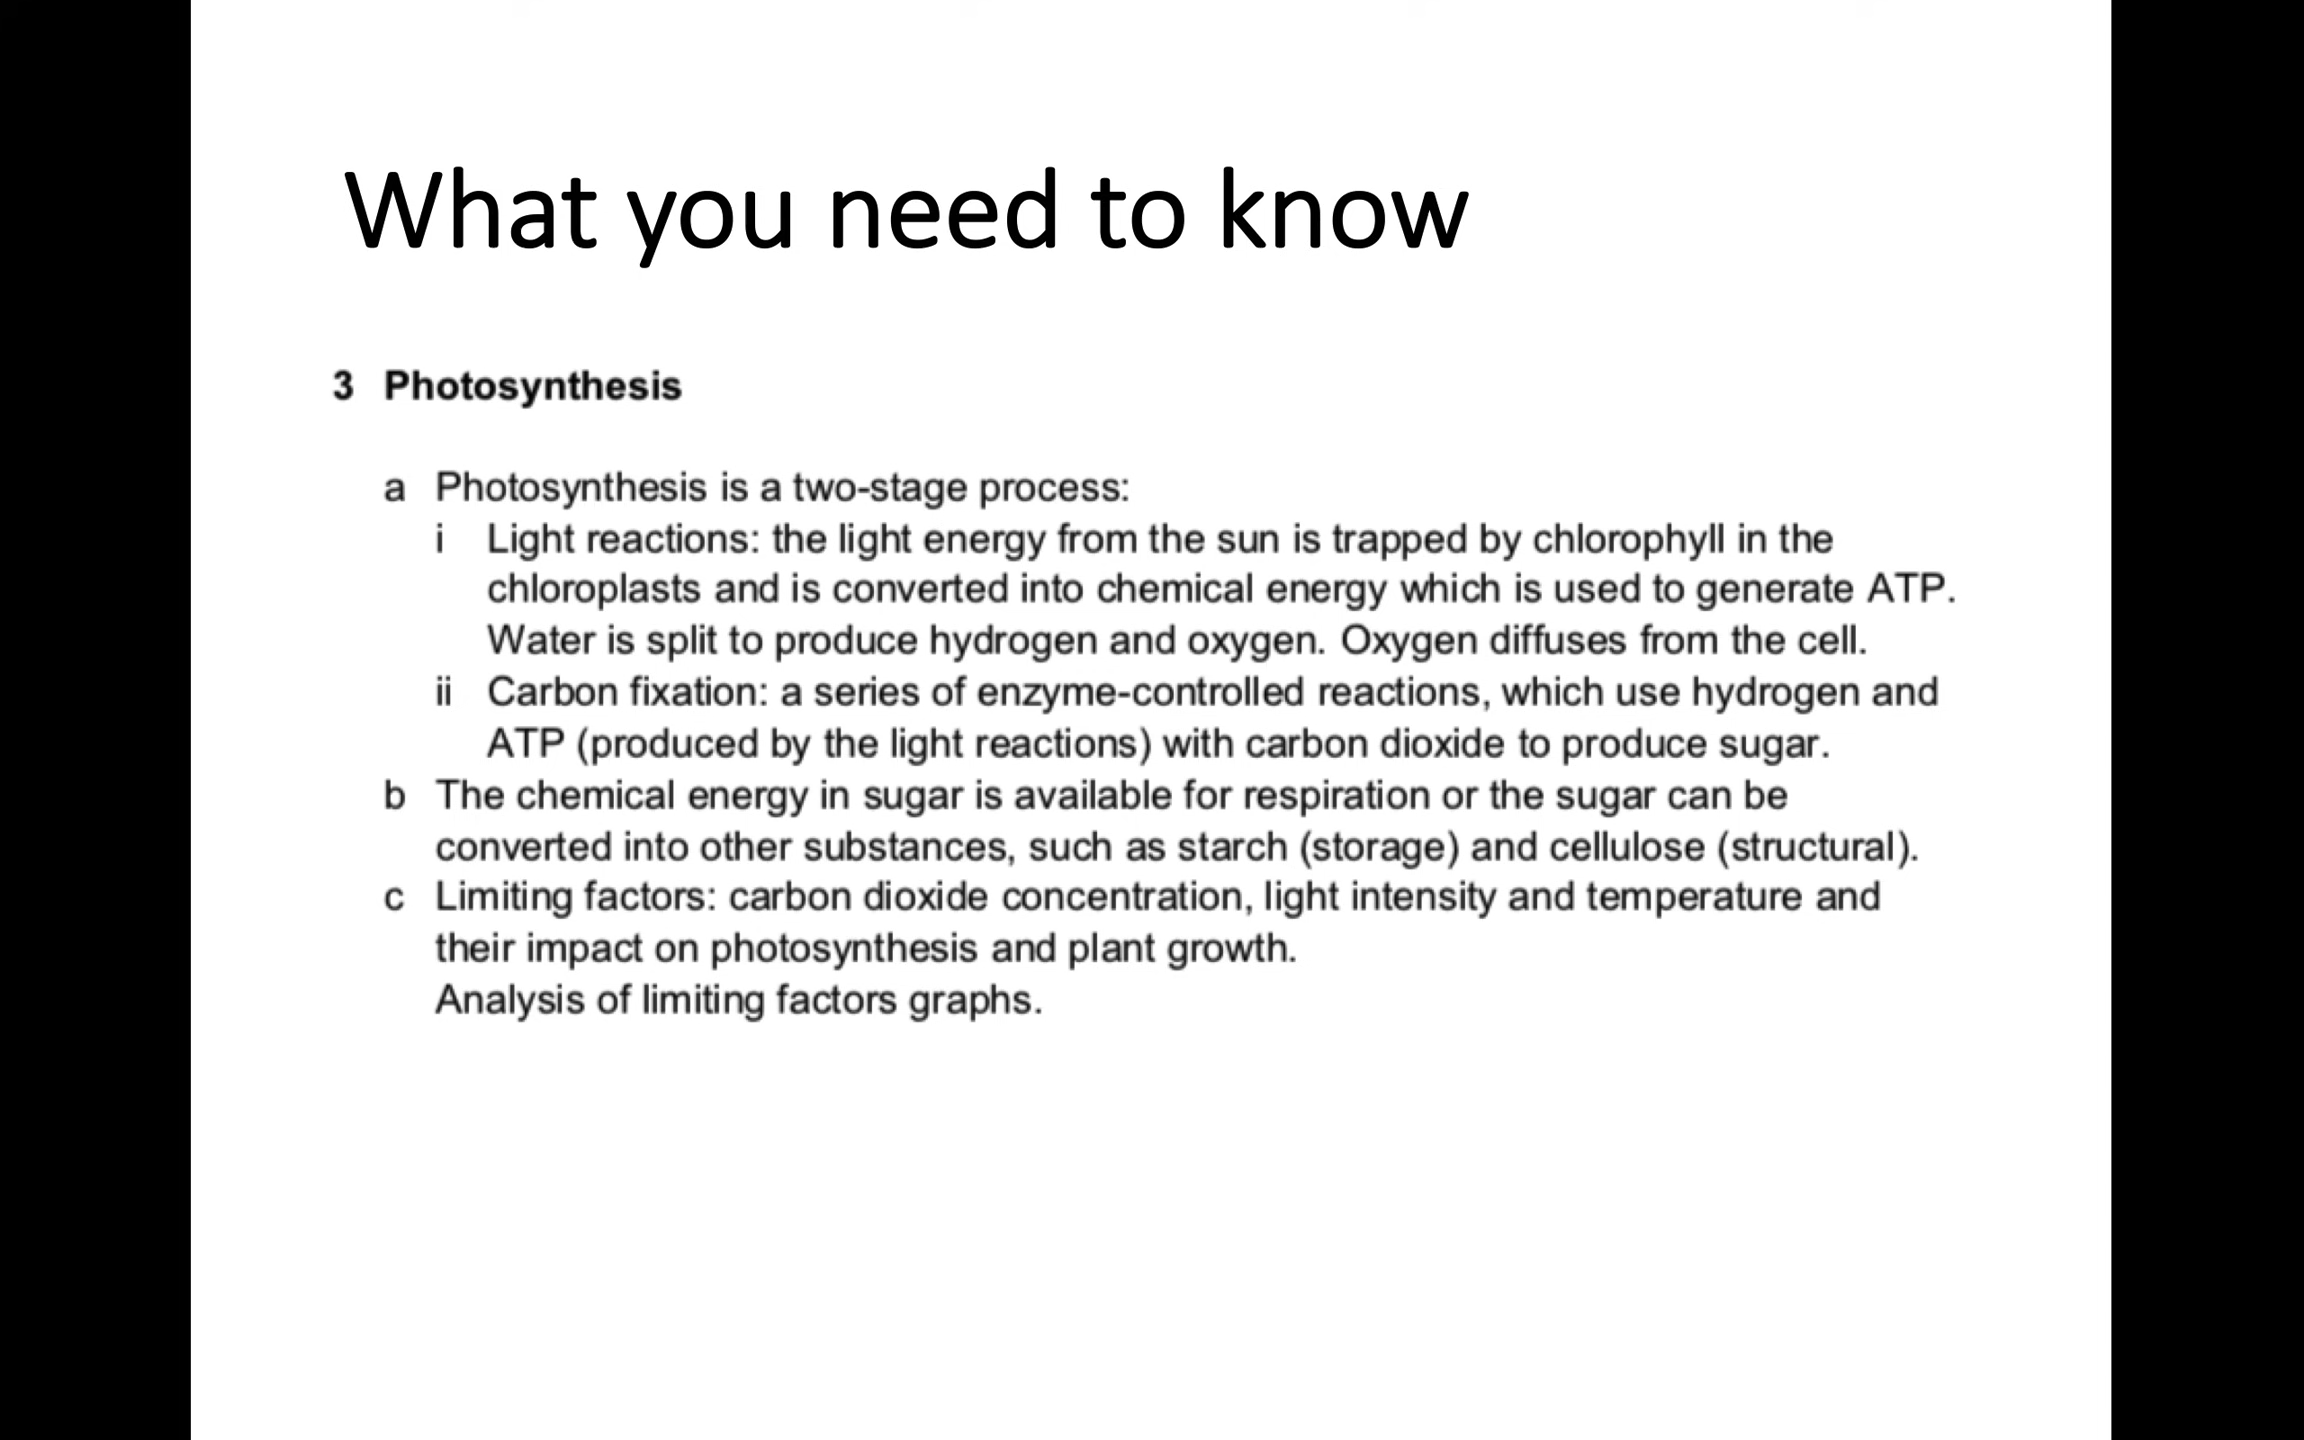 What you need to know
3 Photosynthesis
a Photosynthesis is a two-stage process:
i Light reactions: the light energy from the sun is trapped by chlorophyll in the
chloroplasts and is converted into chemical energy which is used to generate ATP.
Water is split to produce hydrogen and oxygen. Oxygen diffuses from the cell.
ii Carbon fixation: a series of enzyme-controlled reactions, which use hydrogen and
ATP (produced by the light reactions) with carbon dioxide to produce sugar.
b The chemical energy in sugar is available for respiration or the sugar can be
converted into other substances, such as starch (storage) and cellulose (structural).
c Limiting factors: carbon dioxide concentration, light intensity and temperature and
their impact on photosynthesis and plant growth.
Analysis of limiting factors graphs.